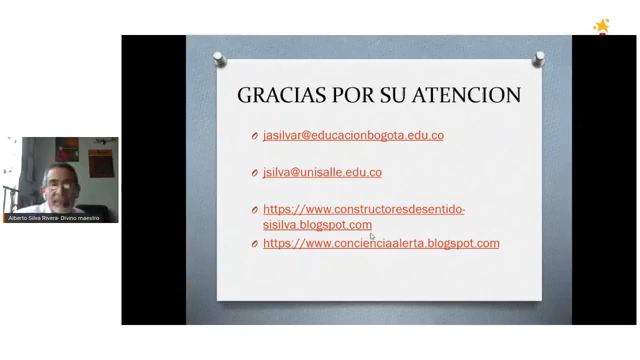 GRACIAS POR SU ATENCION
jasilvar@educacionbogota.edu.co
jsilva@unisalle.edu.co
https://www.constructoresdesentido-
sisilva.blogspot.com
https://www.concienciaalerta.blogspot.com
Alberto Silva Rivera- Divino maestro